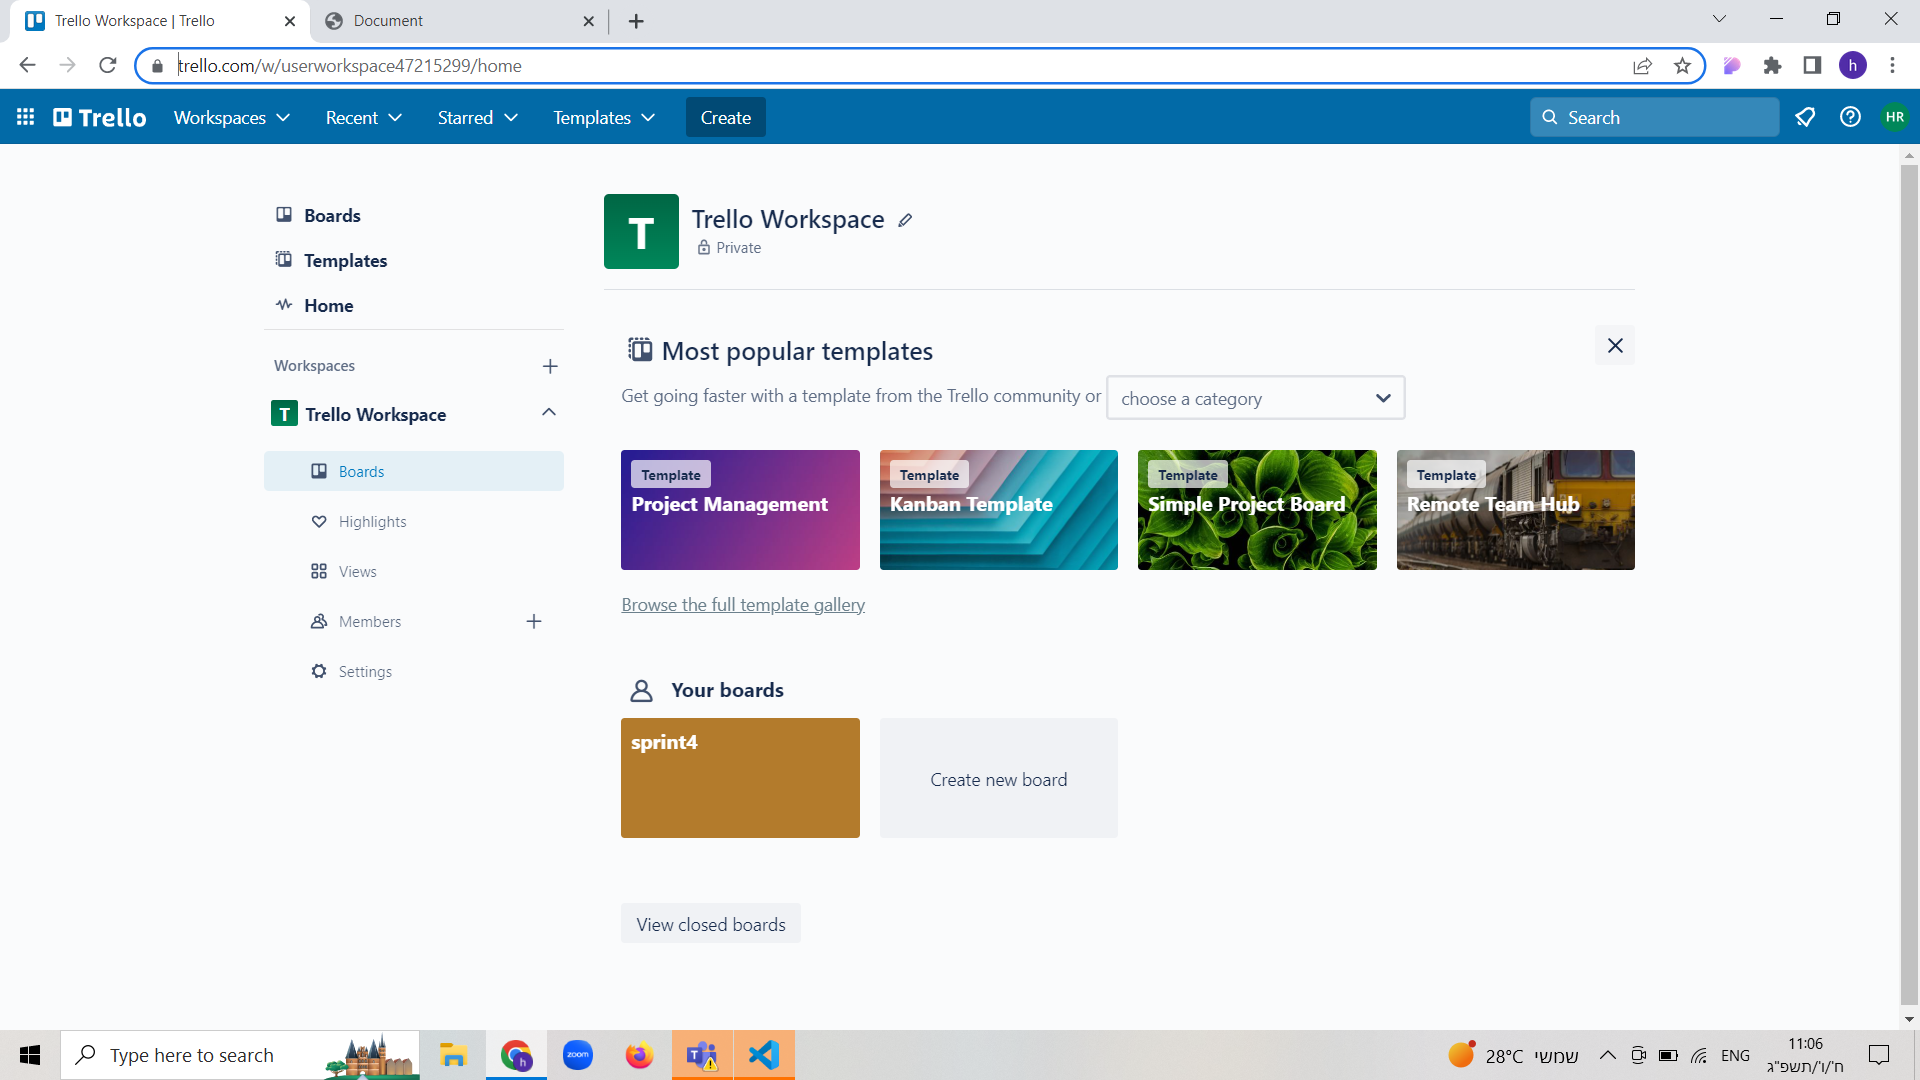 Trello Workspace | Trello
Document
trello.com/w/userworkspace47215299/home
h
Trello
Workspaces
Recent
Starred
Templates
Create
Search
HR
Boards
Templates
Home
Workspaces
T Trello Workspace
Boards
Highlights
Views
Members
Settings
T
Trello Workspace
Private
Most popular templates
Get going faster with a template from the Trello community or choose a category
Template
Project Management
Template
Kanban Template
Template
Simple Project Board
Template
Remote Team Hub
Browse the full template gallery
Your boards
sprint4
Create new board
View closed boards
Type here to search
h
zoom
T
28°C שמשי
ENG
11:06
ח'/ו'/תשפ"ג